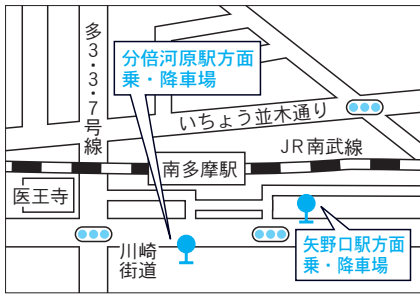 多3・3・7号線
分倍河原駅方面
乗・降車場
いちょう並木通り
JR南武線
南多摩駅
医王寺
川崎
街道
矢野口駅方面
乗・降車場